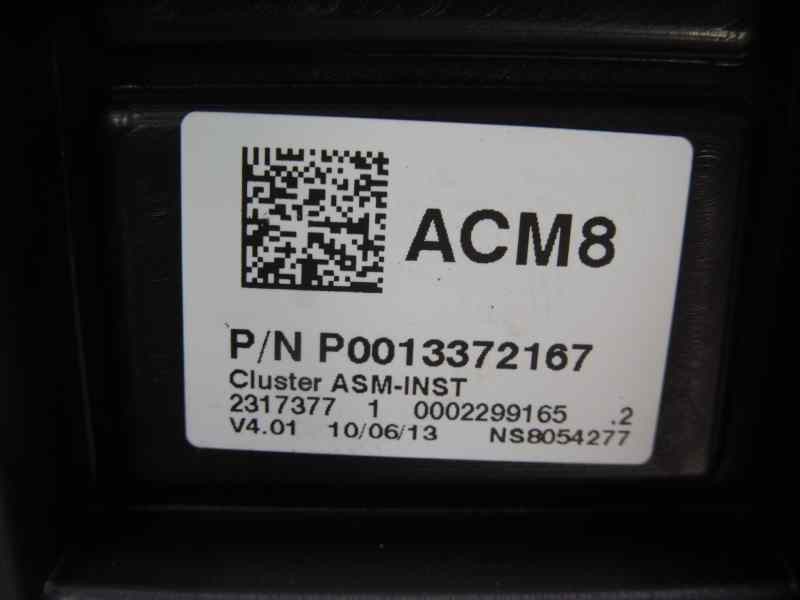 ACM8
P/N P0013372167
Cluster ASM-INST
2317377 1 0002299165 .2
V4.01 10/06/13 NS8054277